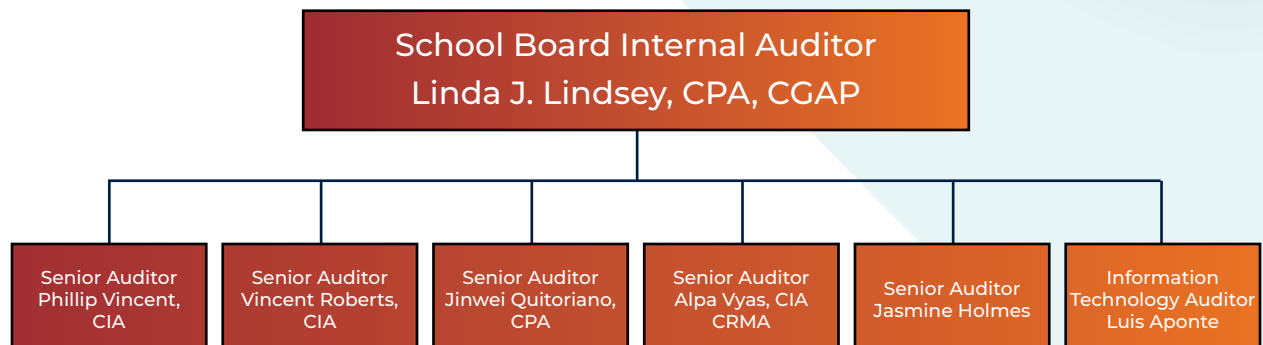 School Board Internal Auditor
Linda J. Lindsey, CPA, CGAP
Senior Auditor
Phillip Vincent,
CIA
Senior Auditor
Vincent Roberts,
CIA
Senior Auditor
Jinwei Quitoriano,
CPA
Senior Auditor
Alpa Vyas, CIA
CRMA
Senior Auditor
Jasmine Holmes
Information
Technology Auditor
Luis Aponte